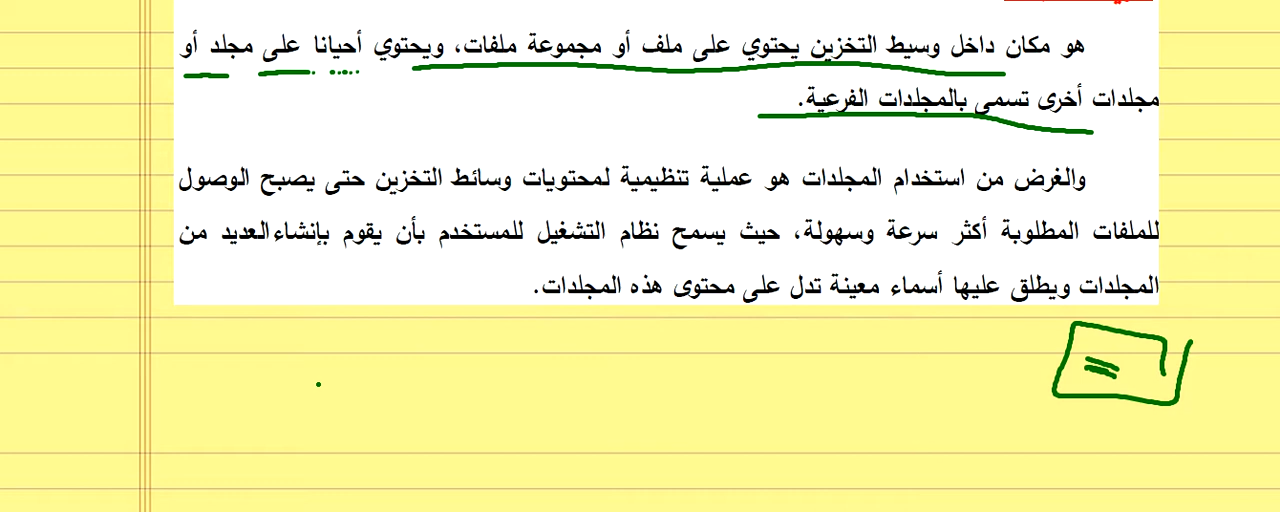 هو مكان داخل وسيط التخزين يحتوي على ملف أو مجموعة ملفات، ويحتوي أحيانا على مجلد أو
مجلدات أخرى تسمى بالمجلدات الفرعية.
والغرض من استخدام المجلدات هو عملية تنظيمية لمحتويات وسائط التخزين حتى يصبح الوصول
للملفات المطلوبة أكثر سرعة وسهولة، حيث يسمح نظام التشغيل للمستخدم بأن يقوم بإنشاء العديد من
المجلدات ويطلق عليها أسماء معينة تدل على محتوى هذه المجلدات.